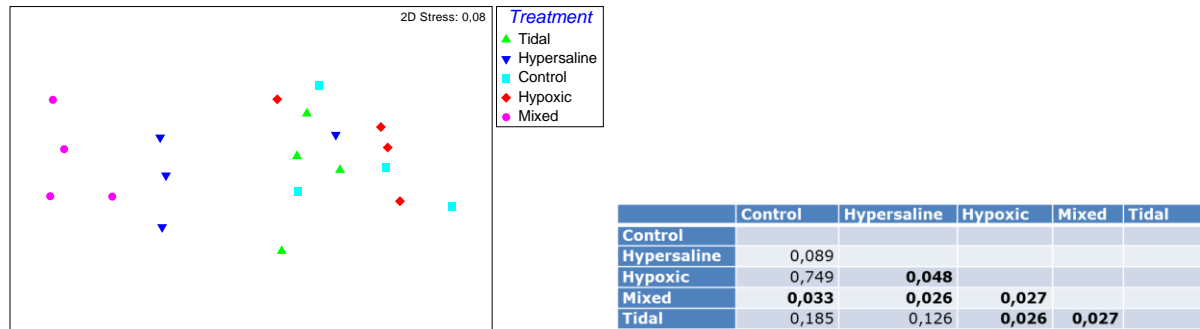 2D Stress: 0,08
Treatment
Tidal
Hypersaline
Control
Hypoxic
Mixed
Control Hypersaline Hypoxic Mixed Tidal
Control
Hypersaline 0,089
Hypoxic 0,749 0,048
Mixed 0,033 0,026 0,027
Tidal 0,185 0,126 0,026 0,027